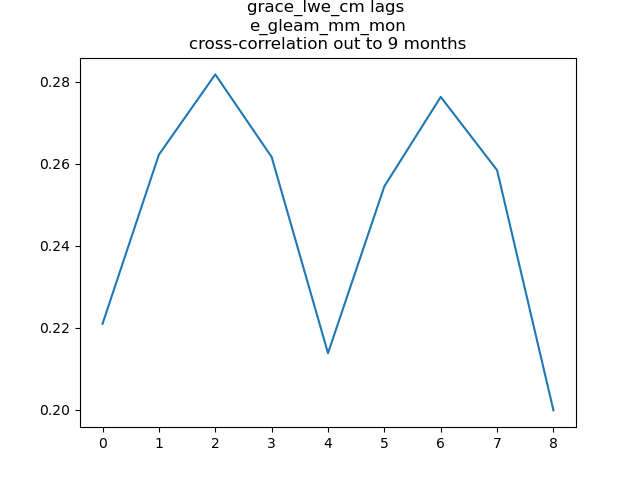 grace_lwe_cm lags
e_gleam_mm_mon
cross-correlation out to 9 months
0.28
0.26
0.24
0.22
0.20
0 1 2 3 4 5 6 7 8